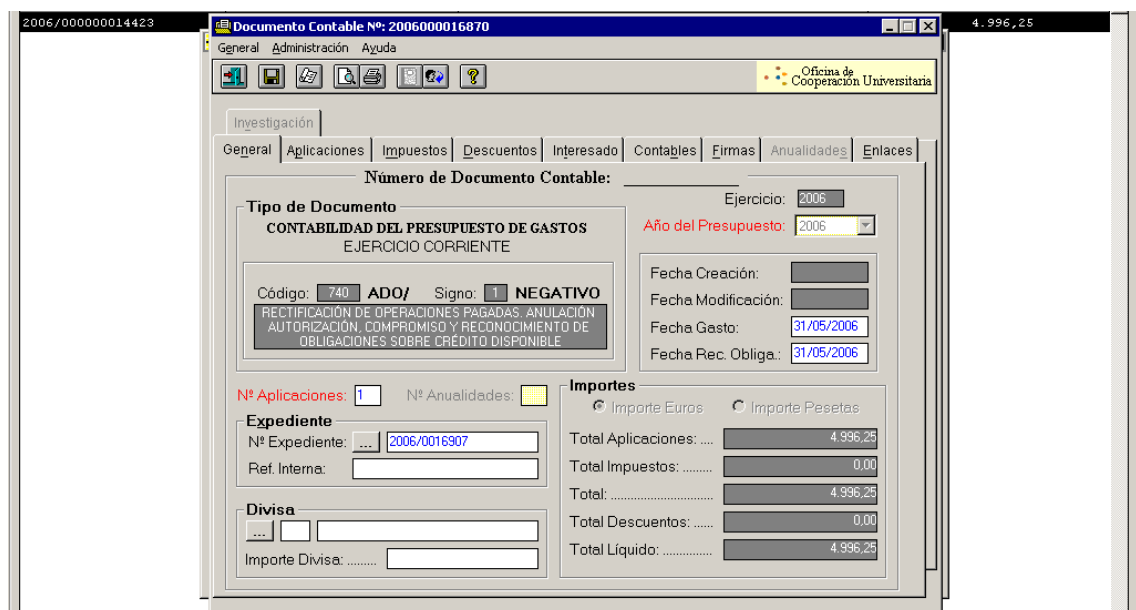 2006/000000014423
4.996,25
Documento Contable Nº: 2006000016870
General Administración Ayuda
Oficina de
Cooperación Universitaria
Investigación
General Aplicaciones Impuestos Descuentos Interesado Contables Firmas Anualidades Enlaces
Número de Documento Contable:
Ejercicio: 2006
Tipo de Documento
Año del Presupuesto: 2006
CONTABILIDAD DEL PRESUPUESTO DE GASTOS
EJERCICIO CORRIENTE
Fecha Creación:
Código: 740 ADO/ Signo: 1 NEGATIVO
Fecha Modificación:
RECTIFICACIÓN DE OPERACIONES PAGADAS. ANULACIÓN
AUTORIZACIÓN, COMPROMISO Y RECONOCIMIENTO DE
OBLIGACIONES SOBRE CRÉDITO DISPONIBLE
Fecha Gasto: 31/05/2006
Fecha Rec. Obliga.: 31/05/2006
Nº Aplicaciones: 1 Nº Anualidades:
Importes
Importe Euros Importe Pesetas
Expediente
Nº Expediente: ... 2006/0016907
Total Aplicaciones: .... 4.996,25
Ref. Interna:
Total Impuestos: ......... 0,00
Total: ............................... 4.996,25
Divisa
...
Total Descuentos: ...... 0,00
Importe Divisa: .........
Total Líquido: ............... 4.996,25